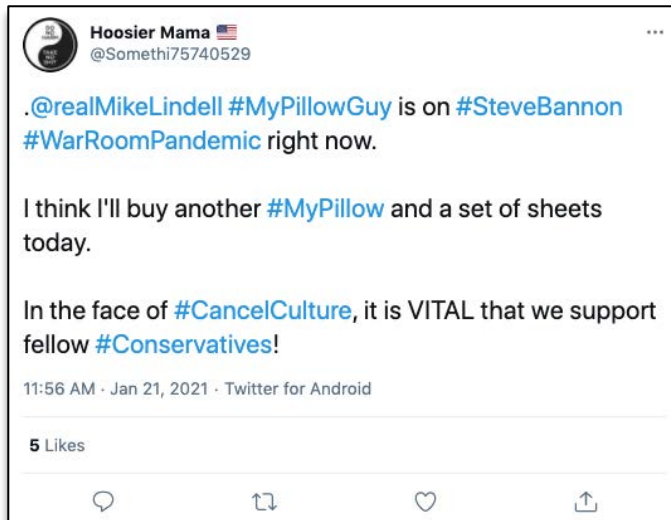 Hoosier Mama 🇺🇸
@Somethi75740529
.@realMikeLindell #MyPillowGuy is on #SteveBannon
#WarRoomPandemic right now.
I think I'll buy another #MyPillow and a set of sheets
today.
In the face of #CancelCulture, it is VITAL that we support
fellow #Conservatives!
11:56 AM · Jan 21, 2021 · Twitter for Android
5 Likes